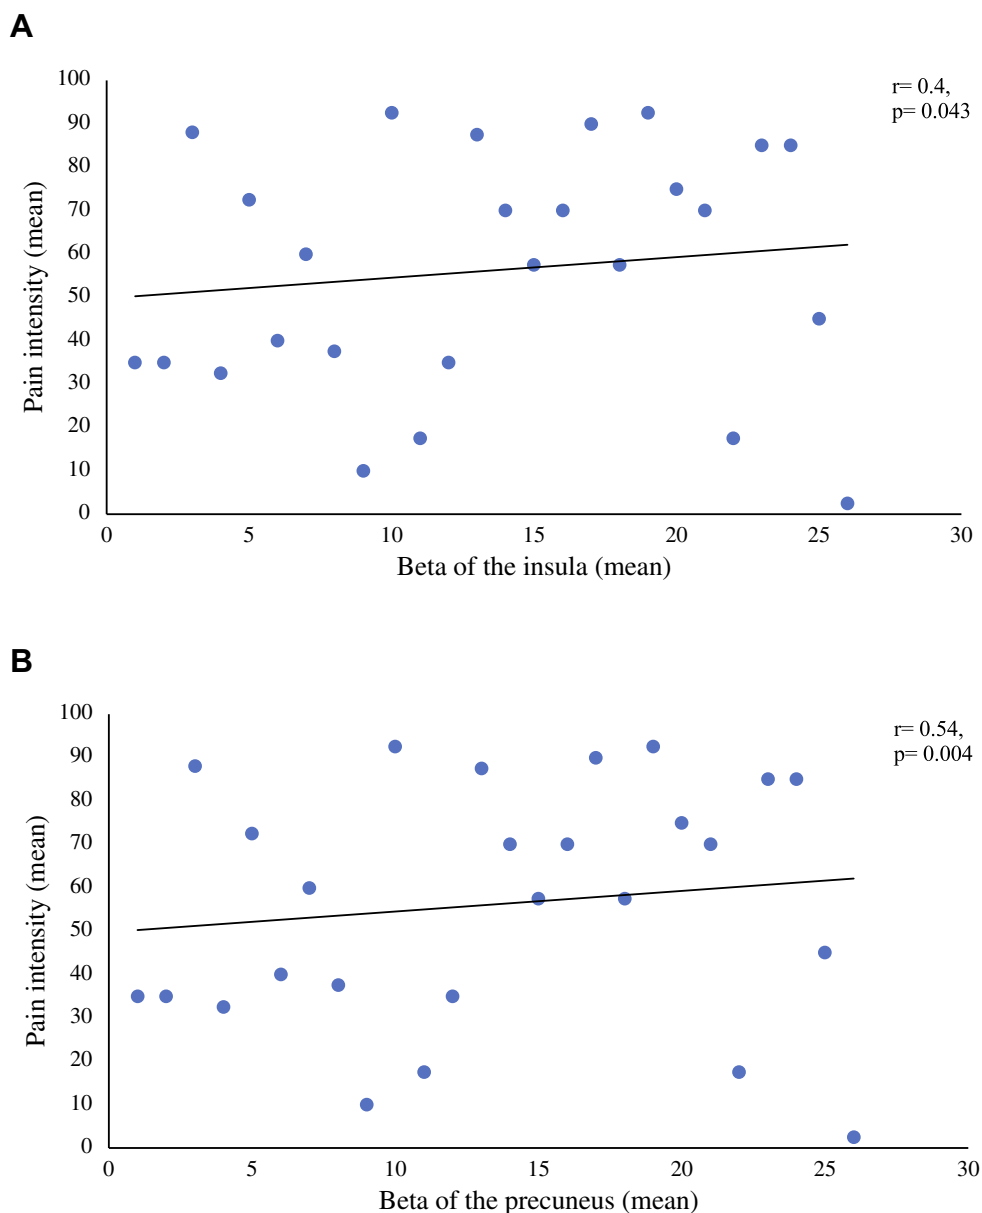 A
r= 0.4,
p= 0.043
100
90
80
70
60
50
40
30
20
10
0
Pain intensity (mean)
0 5 10 15 20 25 30
Beta of the insula (mean)
B
r= 0.54,
p= 0.004
100
90
80
70
60
50
40
30
20
10
0
Pain intensity (mean)
0 5 10 15 20 25 30
Beta of the precuneus (mean)